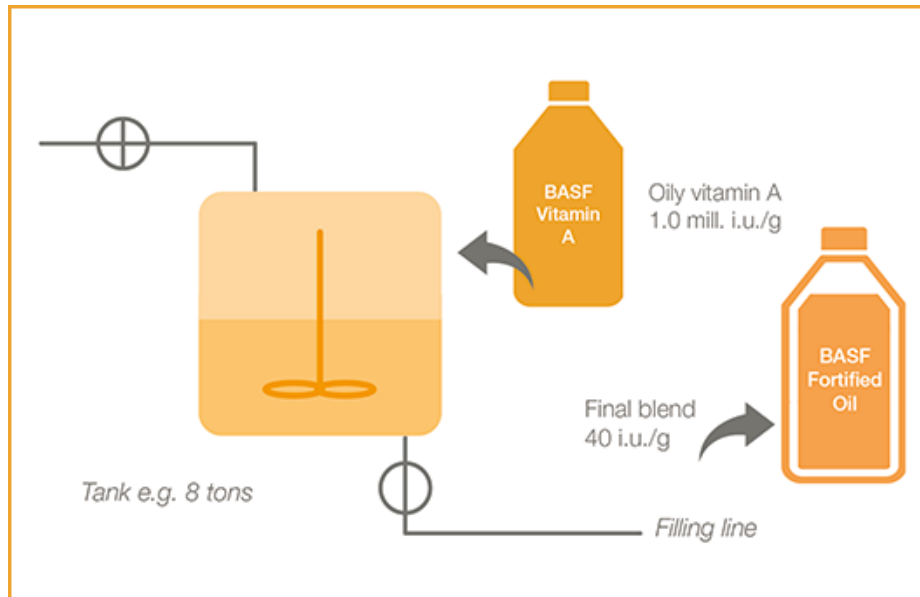 BASF
Vitamin
A
Oily vitamin A
1.0 mill. i.u./g
BASF
Fortified
Oil
Final blend
40 i.u./g
Tank e.g. 8 tons
Filling line